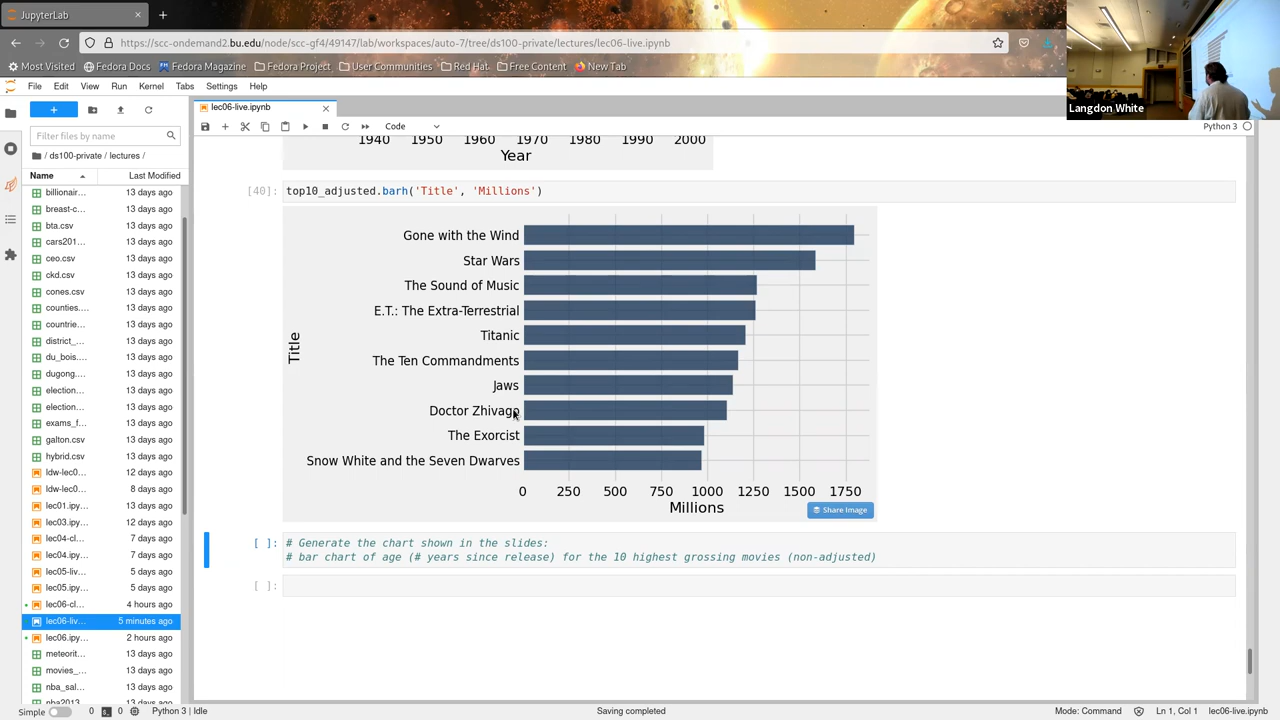 JupyterLab
https://scc-ondemand2.bu.edu/node/scc-gf4/49147/lab/workspaces/auto-7/tree/ds100-private/lectures/lec06-live.ipynb
Most Visited Fedora Docs Fedora Magazine Fedora Project User Communities Red Hat Free Content New Tab
Langdon White
File Edit View Run Kernel Tabs Settings Help
lec06-live.ipynb
Code
Python 3
Filter files by name
/ ds100-private / lectures /
Name Last Modified
billionair... 13 days ago
breast-c... 13 days ago
bta.csv 13 days ago
cars201... 13 days ago
ceo.csv 13 days ago
ckd.csv 13 days ago
cones.csv 13 days ago
counties.... 13 days ago
countrie... 13 days ago
district_... 13 days ago
du_bois.... 13 days ago
dugong.... 13 days ago
election... 13 days ago
election... 13 days ago
exams_f... 13 days ago
galton.csv 13 days ago
hybrid.csv 13 days ago
ldw-lec0... 12 days ago
ldw-lec0... 8 days ago
lec01.ipy... 13 days ago
lec03.ipy... 12 days ago
lec04-cl... 7 days ago
lec04.ipy... 7 days ago
lec05-liv... 5 days ago
lec05.ipy... 5 days ago
lec06-cl... 4 hours ago
lec06-liv... 5 minutes ago
lec06.ipy... 2 hours ago
meteorit... 13 days ago
movies_... 13 days ago
nba_sal... 13 days ago
nba2013... 13 days ago
1940 1950 1960 1970 1980 1990 2000
Year
[40]: top10_adjusted.barh('Title', 'Millions')
Title
Gone with the Wind
Star Wars
The Sound of Music
E.T.: The Extra-Terrestrial
Titanic
The Ten Commandments
Jaws
Doctor Zhivago
The Exorcist
Snow White and the Seven Dwarves
0 250 500 750 1000 1250 1500 1750
Millions
Share Image
[ ]: # Generate the chart shown in the slides:
# bar chart of age (# years since release) for the 10 highest grossing movies (non-adjusted)
[ ]:
Simple 0 0 Python 3 | Idle Saving completed Mode: Command Ln 1, Col 1 lec06-live.ipynb